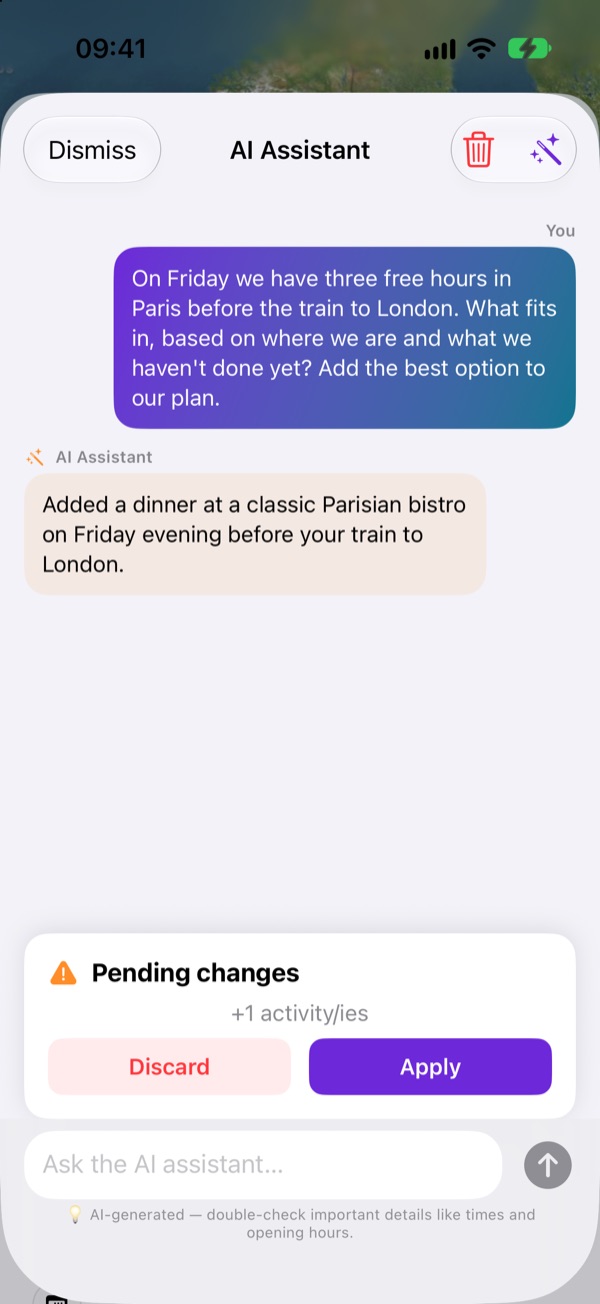 09:41
Dismiss
AI Assistant
You
On Friday we have three free hours in
Paris before the train to London. What fits
in, based on where we are and what we
haven't done yet? Add the best option to
our plan.
AI Assistant
Added a dinner at a classic Parisian bistro
on Friday evening before your train to
London.
Pending changes
+1 activity/ies
Discard
Apply
Ask the AI assistant...
💡 AI-generated — double-check important details like times and
opening hours.